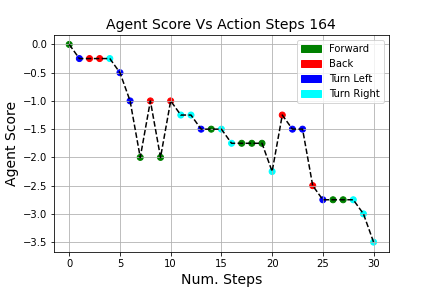 Agent Score Vs Action Steps 164
Agent Score
0.0
−0.5
−1.0
−1.5
−2.0
−2.5
−3.0
−3.5
Forward
Back
Turn Left
Turn Right
0 5 10 15 20 25 30
Num. Steps